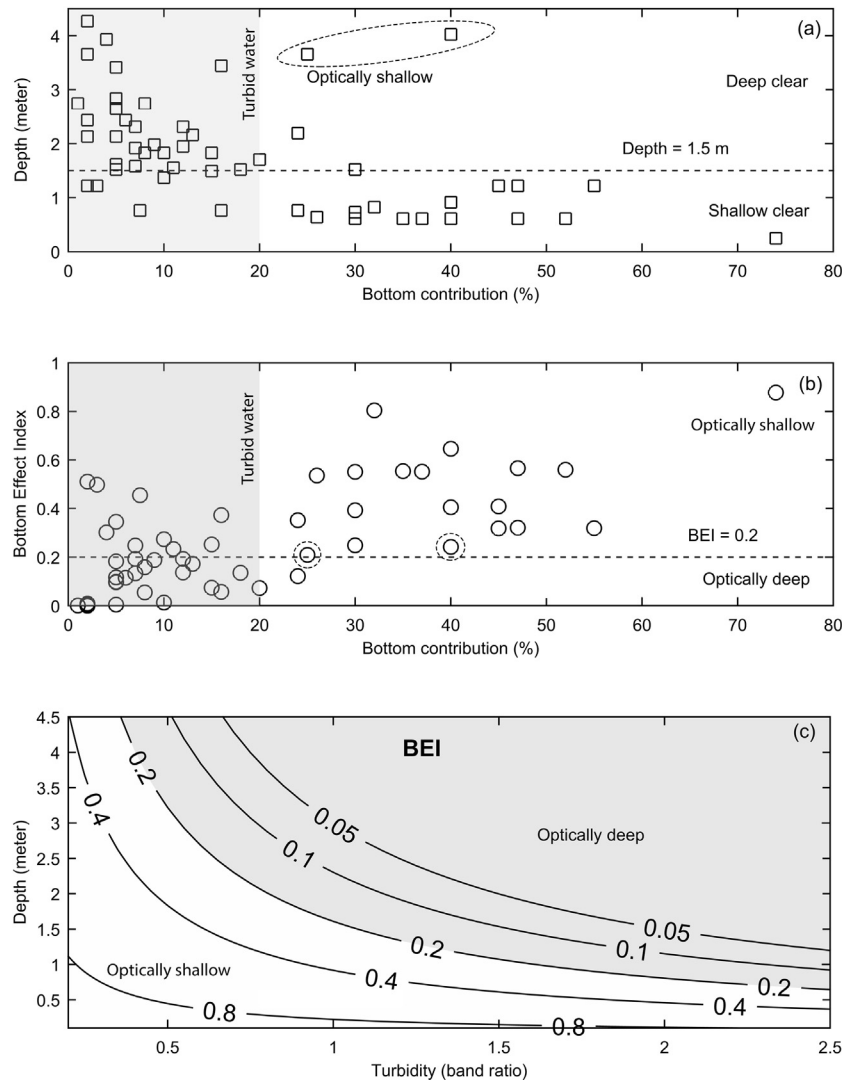 (a)
4
3
2
1
0
Depth (meter)
Turbid water
Optically shallow
Deep clear
Depth = 1.5 m
Shallow clear
0 10 20 30 40 50 60 70 80
Bottom contribution (%)
(b)
1
0.8
0.6
0.4
0.2
0
Bottom Effect Index
Turbid water
Optically shallow
BEI = 0.2
Optically deep
0 10 20 30 40 50 60 70 80
Bottom contribution (%)
(c)
4.5
4
3.5
3
2.5
2
1.5
1
0.5
Depth (meter)
BEI
0.2
0.4
0.05
0.1
Optically deep
0.05
0.1
0.2
0.2
Optically shallow
0.4
0.4
0.8
0.8
0.5 1 1.5 2 2.5
Turbidity (band ratio)